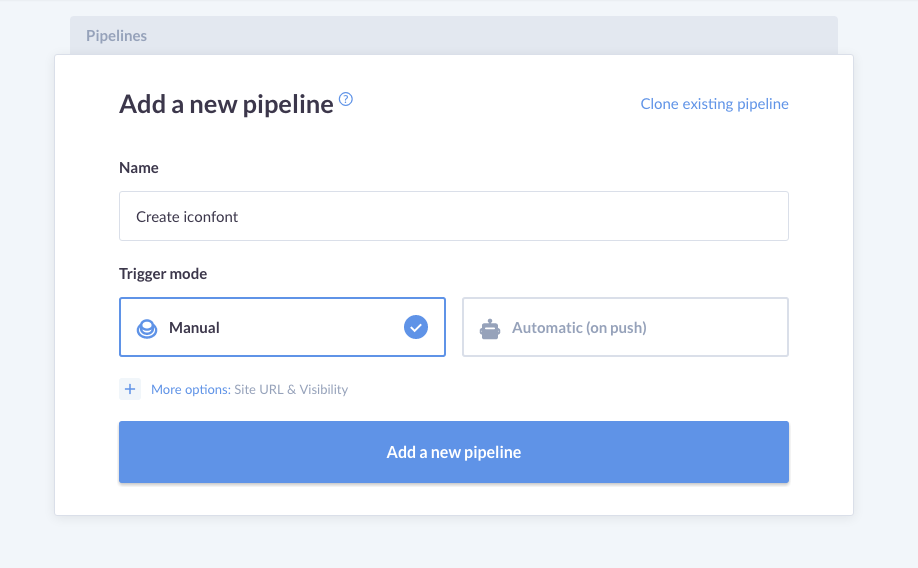 Pipelines
Add a new pipeline ?
Clone existing pipeline
Name
Create iconfont
Trigger mode
Manual
Automatic (on push)
+ More options: Site URL & Visibility
Add a new pipeline